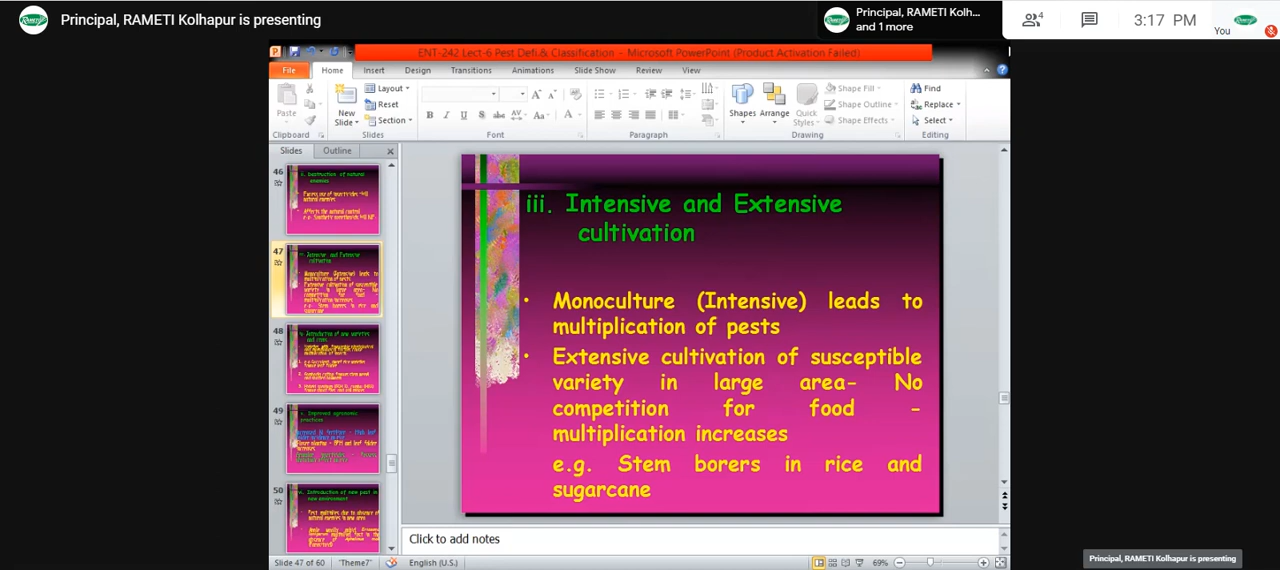 Principal, RAMETI Kolhapur is presenting
Principal, RAMETI Kolh...
and 1 more
4
3:17 PM
You
ENT-242 Lect-6 Pest Defi.& Classification - Microsoft PowerPoint (Product Activation Failed)
File Home Insert Design Transitions Animations Slide Show Review View
Paste
New
Slide
Layout
Reset
Section
B I U S abc AV Aa A
Shapes Arrange Quick
Styles
Shape Fill
Shape Outline
Shape Effects
Find
Replace
Select
Clipboard Slides Font Paragraph Drawing Editing
Slides Outline
46
47
48
49
50
iii. Intensive and Extensive
cultivation
• Monoculture (Intensive) leads to
multiplication of pests
• Extensive cultivation of susceptible
variety in large area- No
competition for food -
multiplication increases
e.g. Stem borers in rice and
sugarcane
Click to add notes
Slide 47 of 60 "Theme7" English (U.S.) 69%
Principal, RAMETI Kolhapur is presenting